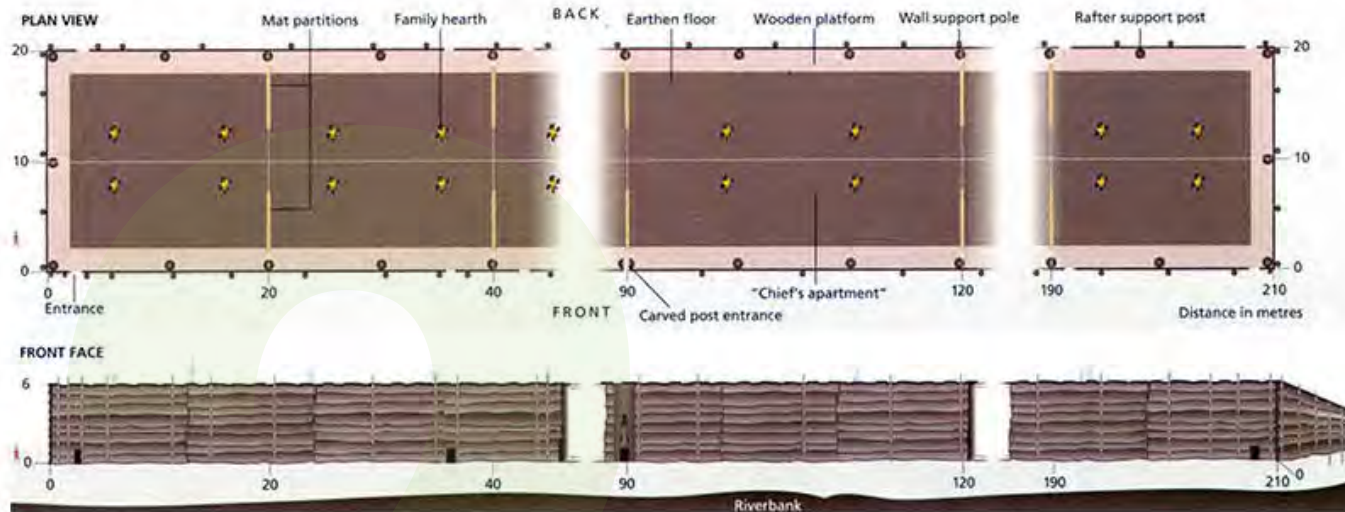 PLAN VIEW
Mat partitions
Family hearth
BACK
Earthen floor
Wooden platform
Wall support pole
Rafter support post
20
20
10
10
0
0
0
20
40
90
120
190
210
Entrance
FRONT
Carved post entrance
"Chief's apartment"
Distance in metres
FRONT FACE
6
0
0
20
40
90
120
190
210
0
Riverbank